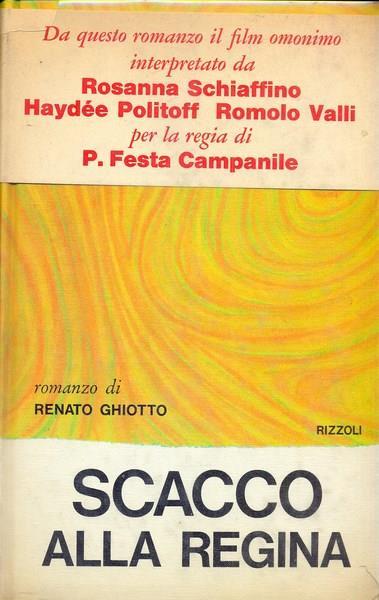 Da questo romanzo il film omonimo
interpretato da
Rosanna Schiaffino
Haydée Politoff Romolo Valli
per la regia di
P. Festa Campanile
romanzo di
RENATO GHIOTTO
RIZZOLI
SCACCO
ALLA REGINA